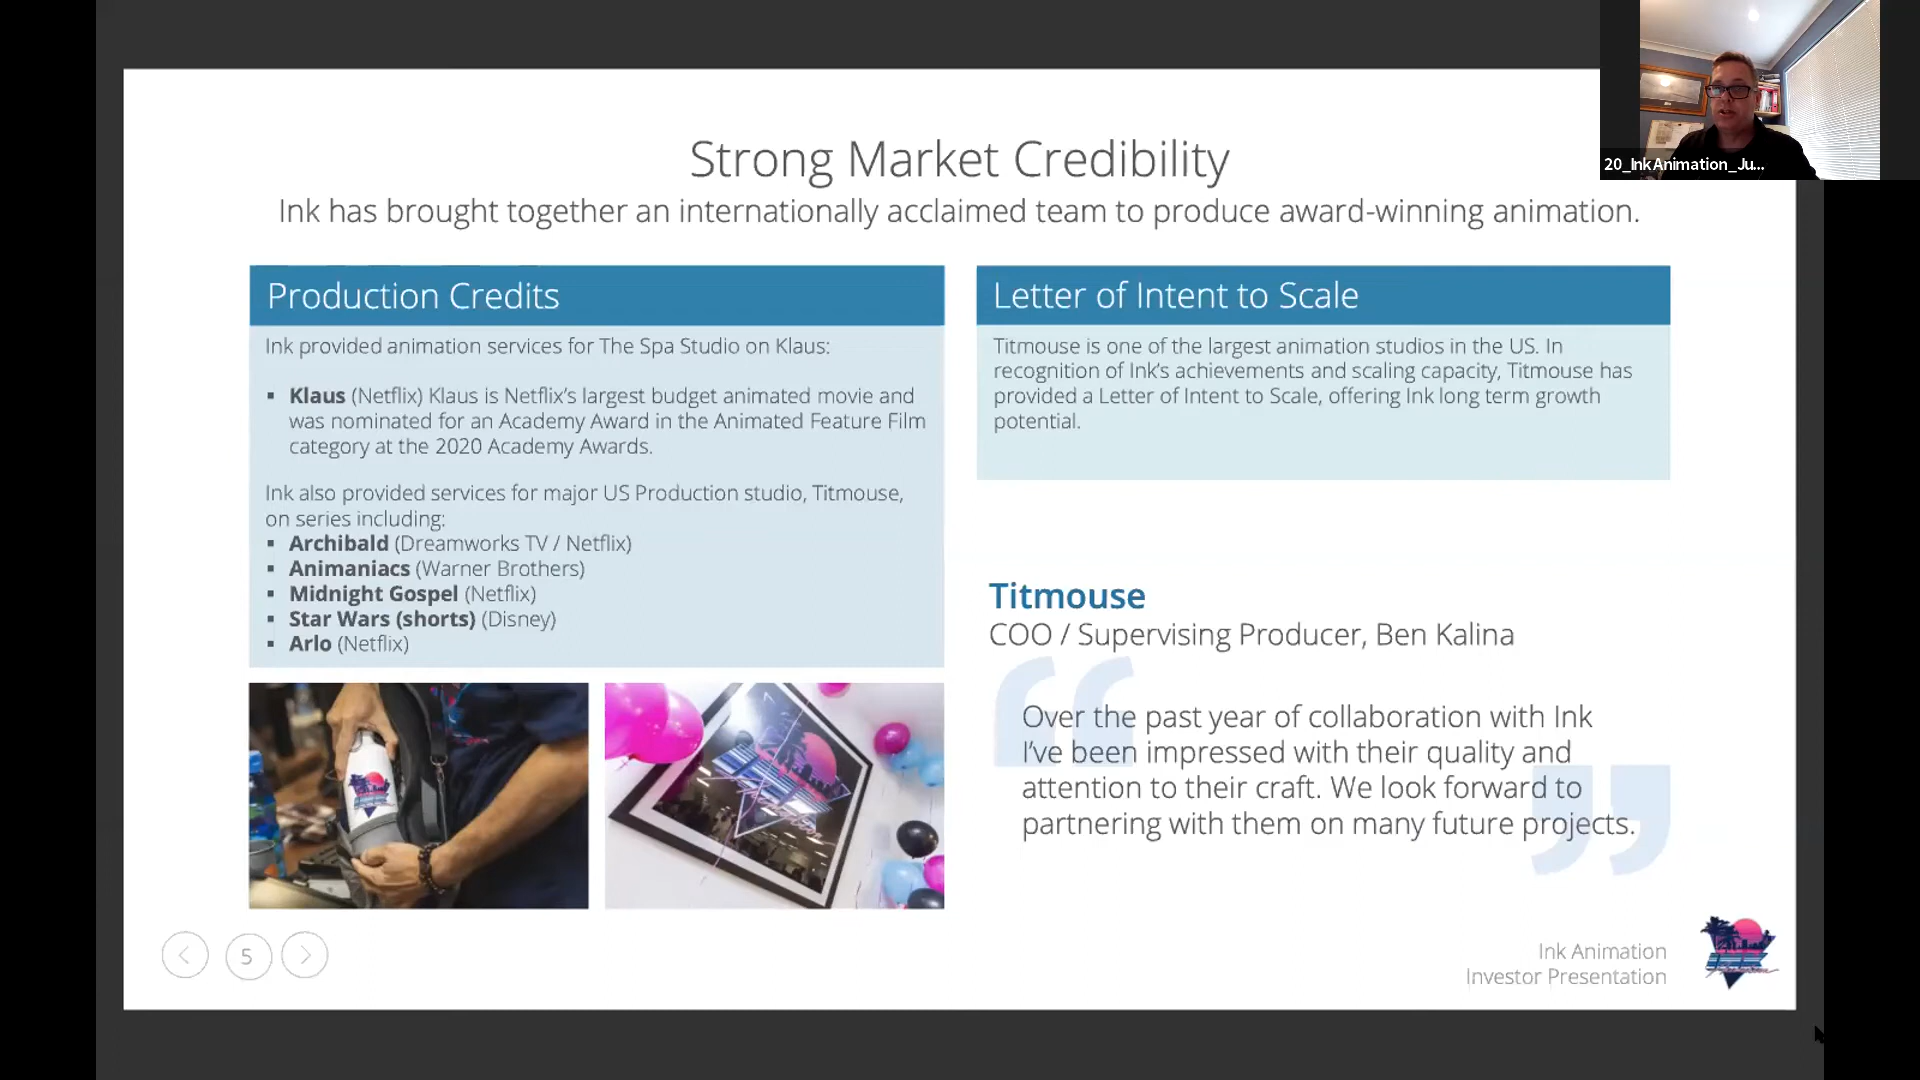 20_InkAnimation_Ju...
Strong Market Credibility
Ink has brought together an internationally acclaimed team to produce award-winning animation.
Production Credits
Ink provided animation services for The Spa Studio on Klaus:
▪ Klaus (Netflix) Klaus is Netflix's largest budget animated movie and
was nominated for an Academy Award in the Animated Feature Film
category at the 2020 Academy Awards.
Ink also provided services for major US Production studio, Titmouse,
on series including:
▪ Archibald (Dreamworks TV / Netflix)
▪ Animaniacs (Warner Brothers)
▪ Midnight Gospel (Netflix)
▪ Star Wars (shorts) (Disney)
▪ Arlo (Netflix)
Letter of Intent to Scale
Titmouse is one of the largest animation studios in the US. In
recognition of Ink's achievements and scaling capacity, Titmouse has
provided a Letter of Intent to Scale, offering Ink long term growth
potential.
Titmouse
COO / Supervising Producer, Ben Kalina
“
Over the past year of collaboration with Ink
I've been impressed with their quality and
attention to their craft. We look forward to
partnering with them on many future projects.
”
5
Ink Animation
Investor Presentation